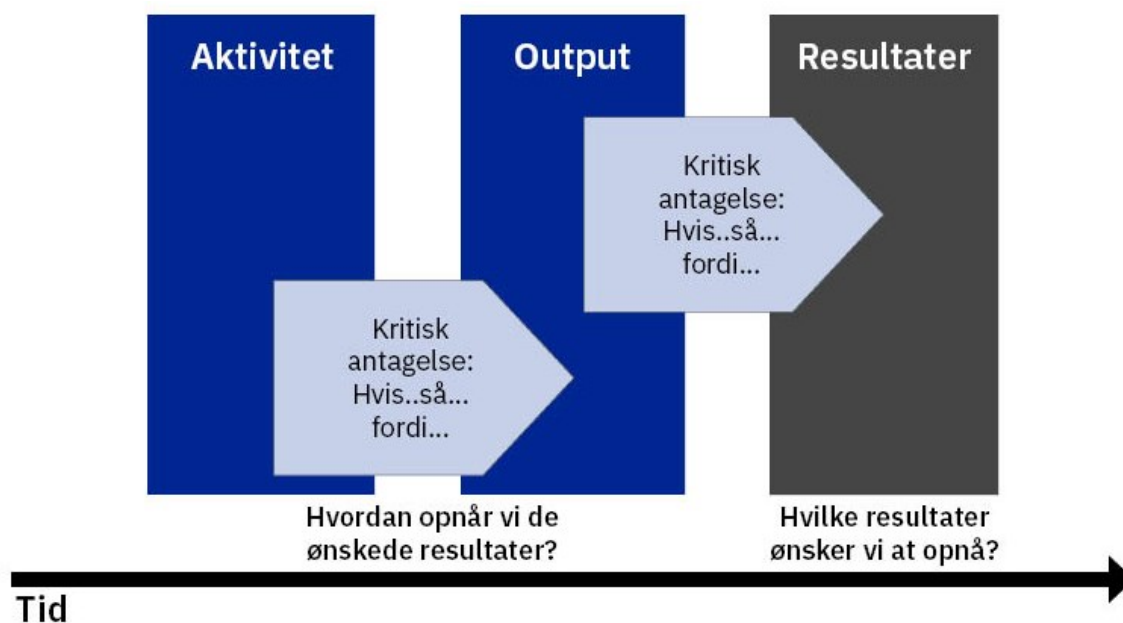 Aktivitet
Output
Resultater
Kritisk
antagelse:
Hvis..så...
fordi...
Kritisk
antagelse:
Hvis..så...
fordi...
Hvordan opnår vi de
ønskede resultater?
Hvilke resultater
ønsker vi at opnå?
Tid